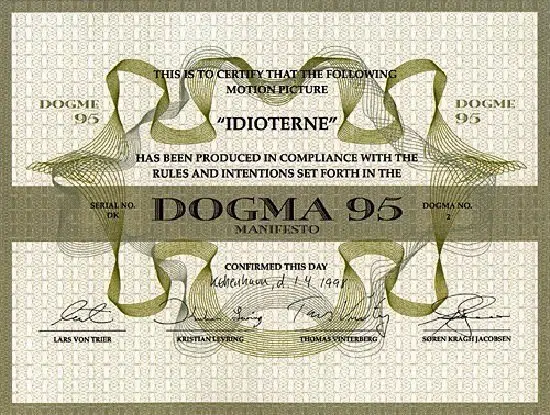 THIS IS TO CERTIFY THAT THE FOLLOWING
MOTION PICTURE
DOGME
95
DOGME
95
"IDIOTERNE"
HAS BEEN PRODUCED IN COMPLIANCE WITH THE
RULES AND INTENTIONS SET FORTH IN THE
SERIAL NO.
DK
DOGMA 95
MANIFESTO
DOGMA NO.
2
CONFIRMED THIS DAY
København, d 1 4 1998
LARS VON TRIER
KRISTIAN LEVRING
THOMAS VINTERBERG
SØREN KRAGH JACOBSEN